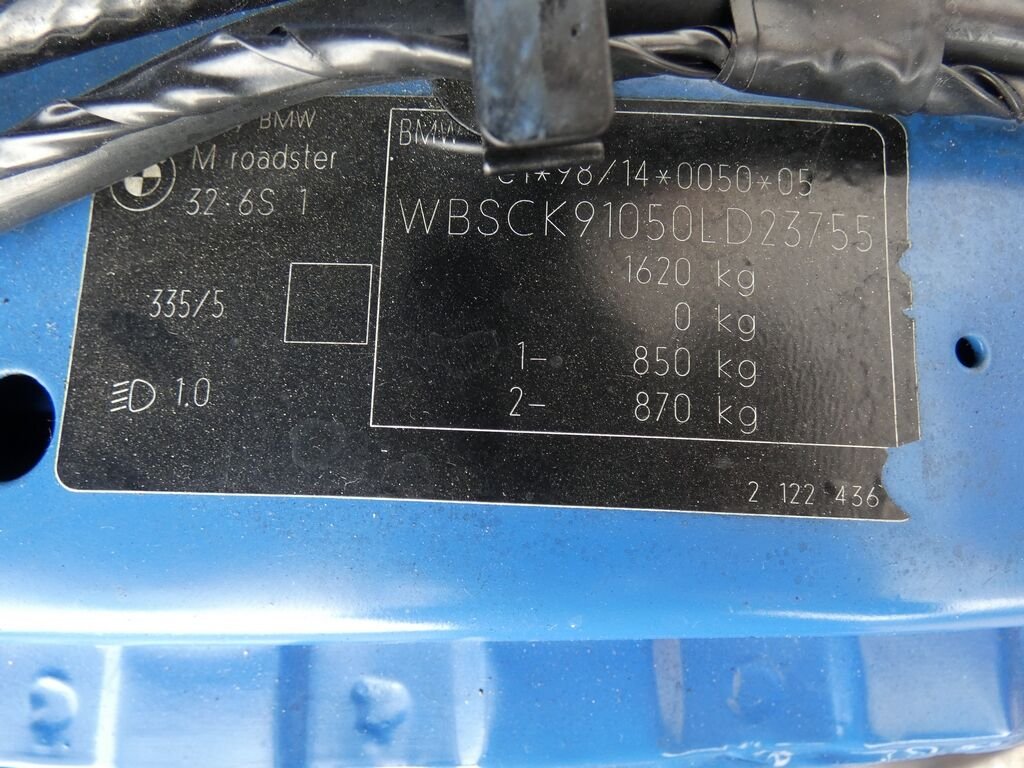 BMW
M roadster
32 6S 1
335/5
1.0
BMW
e1*98/14*0050*05
WBSCK91050LD23755
1620 kg
0 kg
1- 850 kg
2- 870 kg
2 122 436